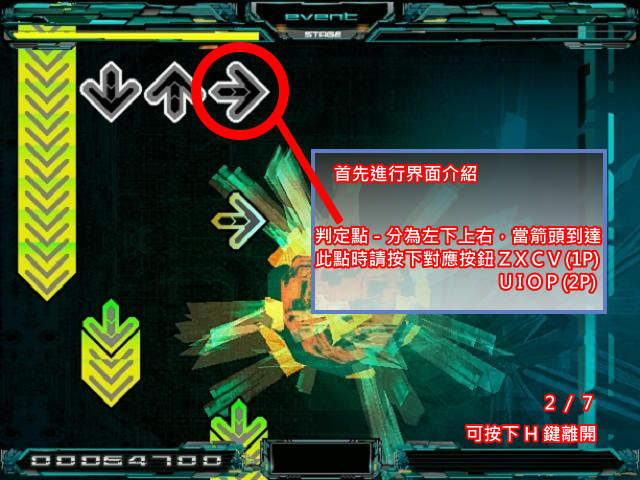 event
STAGE
首先進行界面介紹
判定點 - 分為左下上右，當箭頭到達
此點時請按下對應按鈕 Z X C V (1P)
U I O P (2P)
2 / 7
可按下 H 鍵離開
00064700